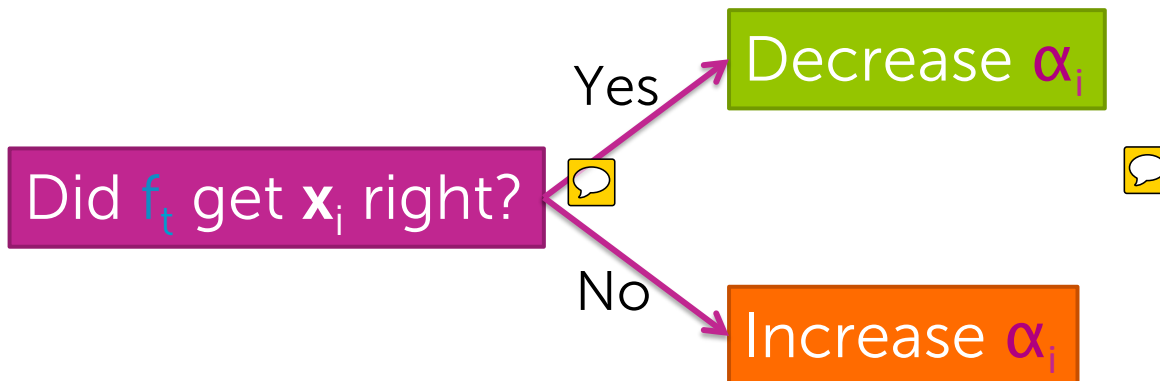 Decrease αᵢ
Yes
Did fₜ get xᵢ right?
No
Increase αᵢ